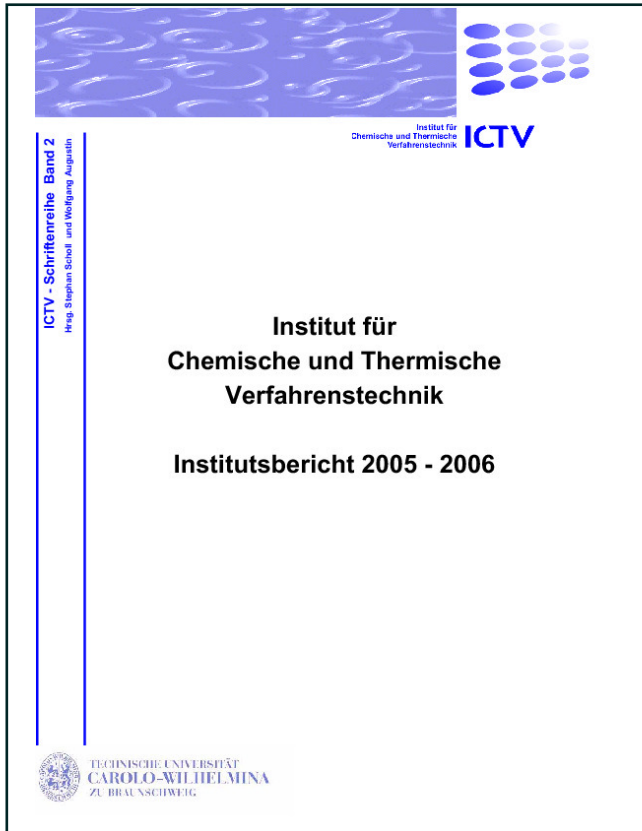 Institut für
Chemische und Thermische
Verfahrenstechnik
ICTV
ICTV - Schriftenreihe Band 2
Hrsg. Stephan Scholl und Wolfgang Augustin
Institut für
Chemische und Thermische
Verfahrenstechnik
Institutsbericht 2005 - 2006
TECHNISCHE UNIVERSITÄT
CAROLO-WILHELMINA
ZU BRAUNSCHWEIG